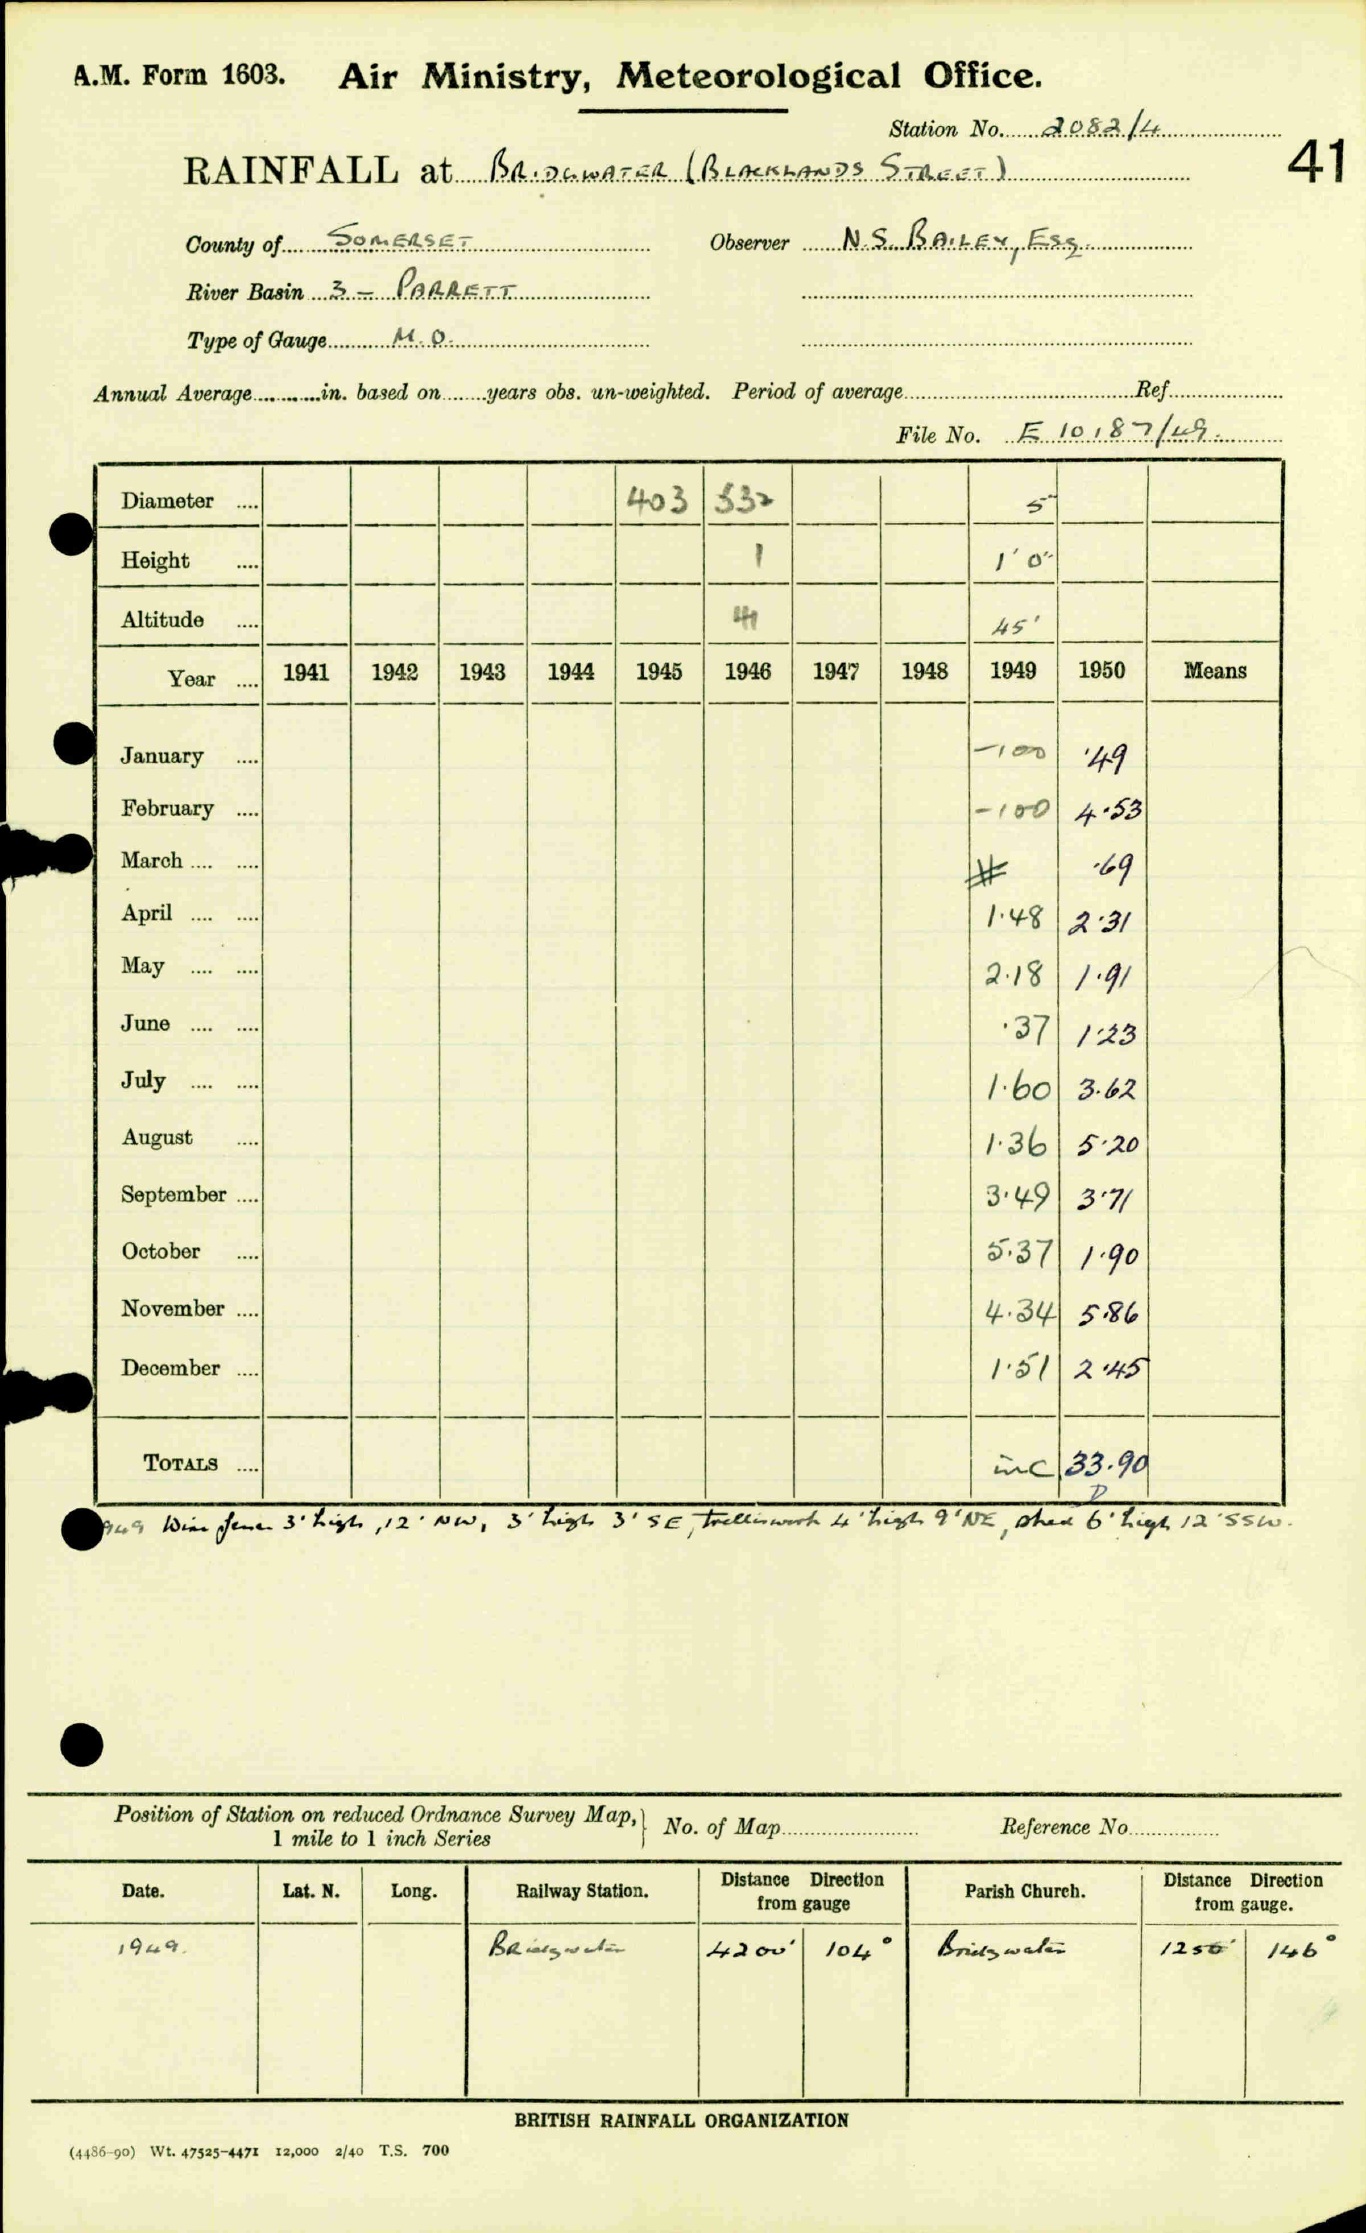 A.M. Form 1603. Air Ministry, Meteorological Office.
Station No. 2082/4
41
RAINFALL at BRIDGWATER (BLACKLANDS STREET)
County of SOMERSET Observer N.S. BAILEY, ESQ.
River Basin 3 - PARRETT
Type of Gauge M.O.
Annual Average in. based on years obs. un-weighted. Period of average Ref
File No. E 10187/49.
Diameter 403 332 5"
Height 1 1' 0"
Altitude 41 45'
Year 1941 1942 1943 1944 1945 1946 1947 1948 1949 1950 Means
January -100 ·49
February -100 4·53
March # ·69
April 1·48 2·31
May 2·18 1·91
June ·37 1·23
July 1·60 3·62
August 1·36 5·20
September 3·49 3·71
October 5·37 1·90
November 4·34 5·86
December 1·51 2·45
TOTALS inc 33·90
D
949 Wire fence 3' high, 12' NW, 3' high 3' SE, trelliswork 4' high 9' NE, shed 6' high 12' SSW.
Position of Station on reduced Ordnance Survey Map, No. of Map Reference No.
1 mile to 1 inch Series
Date. Lat. N. Long. Railway Station. Distance Direction from gauge Parish Church. Distance Direction from gauge.
1949. Bridgwater 4200' 104° Bridgwater 1250' 146°
BRITISH RAINFALL ORGANIZATION
(4486-90) Wt. 47525-4471 12,000 2/40 T.S. 700